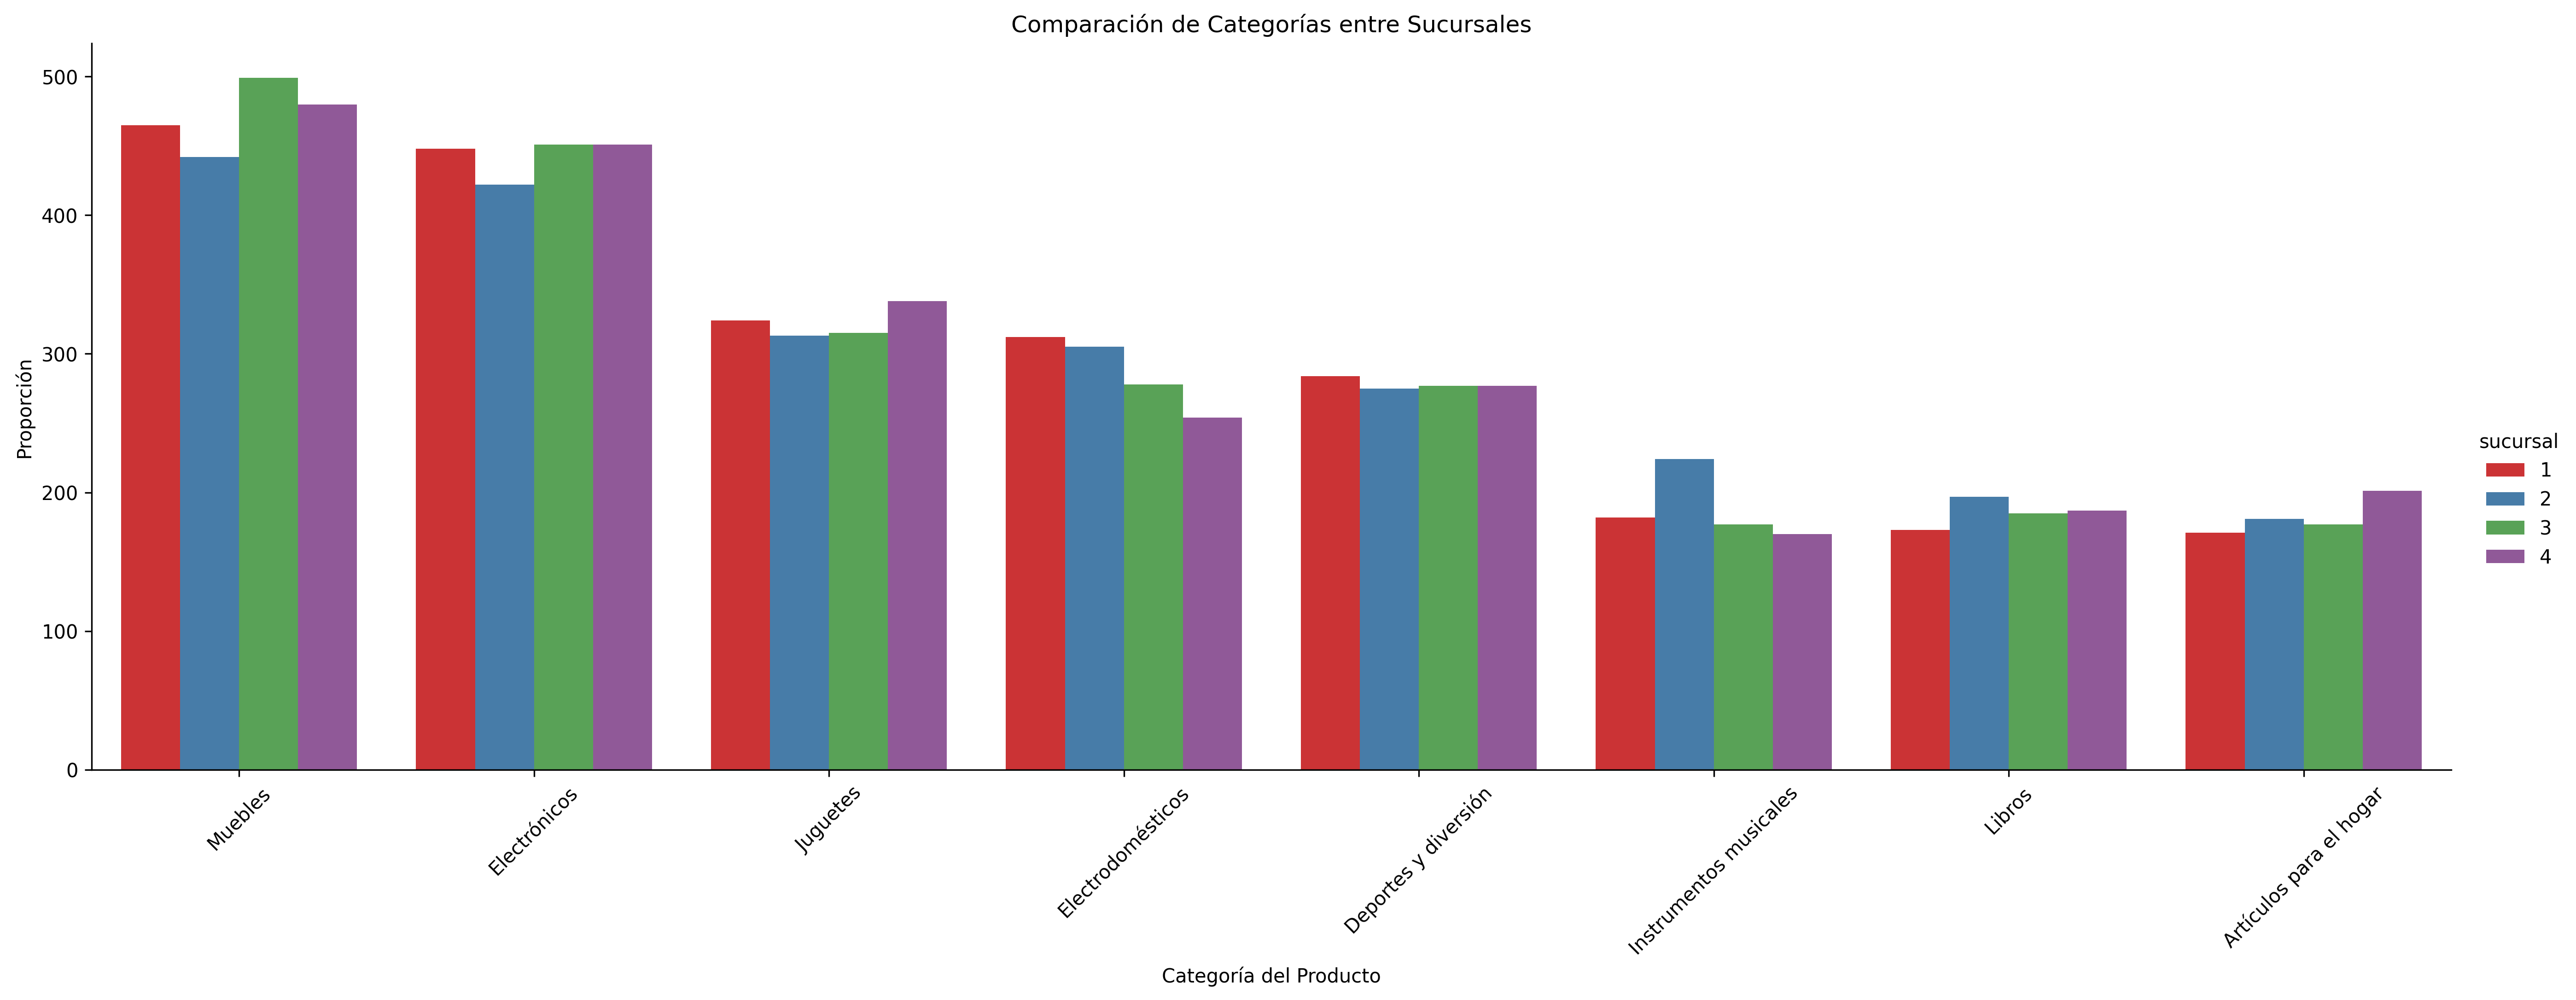 Comparación de Categorías entre Sucursales
Proporción
500
400
300
200
100
0
Muebles
Electrónicos
Juguetes
Electrodomésticos
Deportes y diversión
Instrumentos musicales
Libros
Artículos para el hogar
Categoría del Producto
sucursal
1
2
3
4